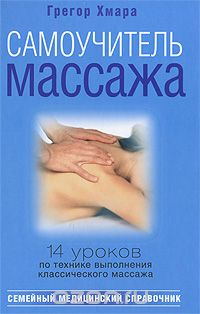 Грегор Хмара
САМОУЧИТЕЛЬ
МАССАЖА
14 уроков
по технике выполнения
классического массажа
СЕМЕЙНЫЙ МЕДИЦИНСКИЙ СПРАВОЧНИК